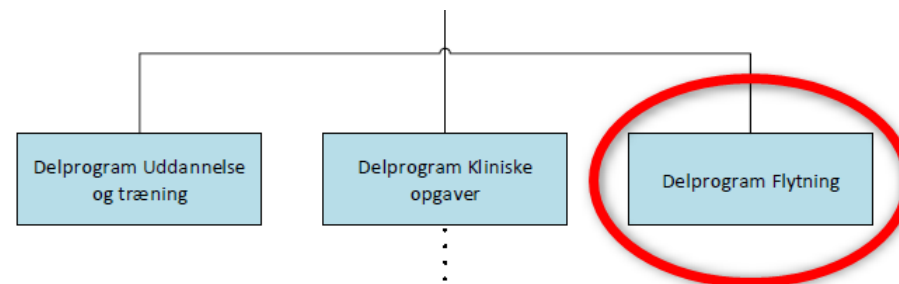 Delprogram Uddannelse
og træning
Delprogram Kliniske
opgaver
Delprogram Flytning